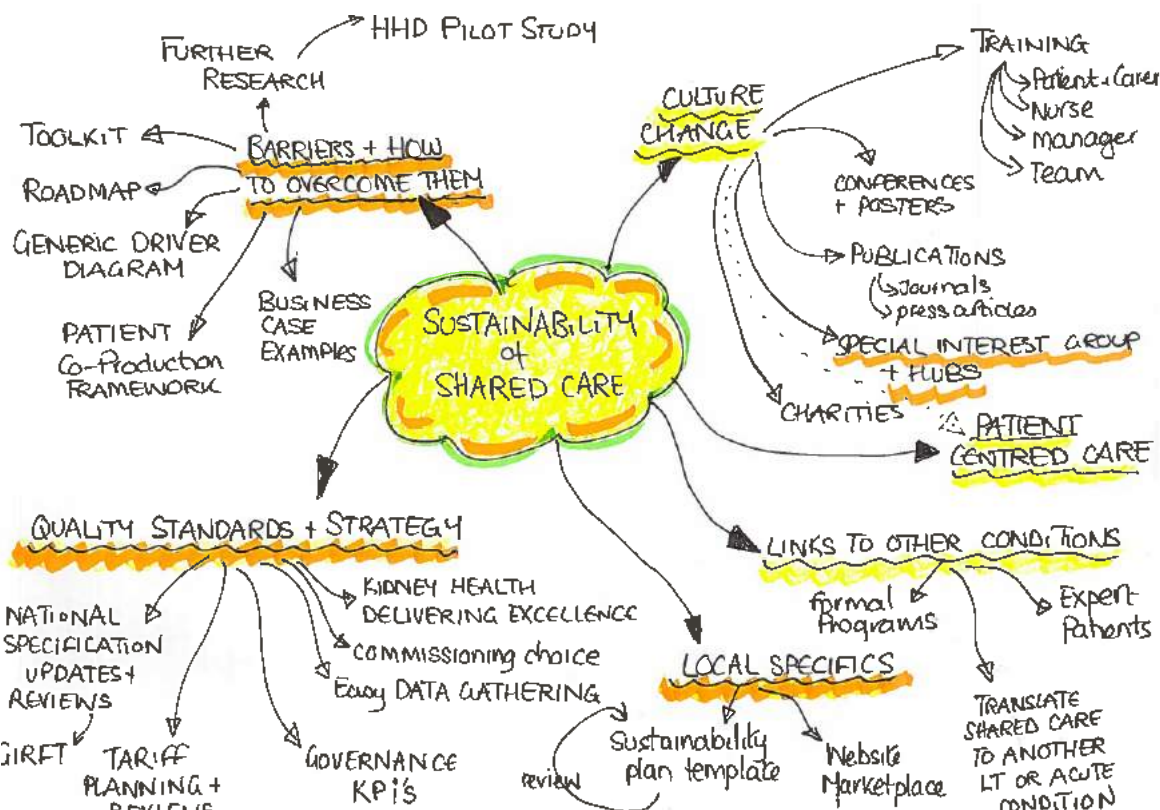 HHD PILOT STUDY
FURTHER
RESEARCH
TOOLKIT
BARRIERS + HOW
TO OVERCOME THEM
ROADMAP
GENERIC DRIVER
DIAGRAM
PATIENT
Co-Production
FRAMEWORK
BUSINESS
CASE
EXAMPLES
CULTURE
CHANGE
TRAINING
Patient + Carer
Nurse
manager
Team
CONFERENCES
+ POSTERS
PUBLICATIONS
Journals
press articles
SPECIAL INTEREST GROUP
+ HUBS
CHARITIES
PATIENT
CENTRED CARE
SUSTAINABILITY
of
SHARED CARE
QUALITY STANDARDS + STRATEGY
NATIONAL
SPECIFICATION
UPDATES +
REVIEWS
GIRFT
TARIFF
PLANNING +
REVIEWS
GOVERNANCE
KPi's
KIDNEY HEALTH
DELIVERING EXCELLENCE
commissioning choice
Easy DATA GATHERING
LOCAL SPECIFICS
Sustainability
plan template
review
Website
Marketplace
LINKS TO OTHER CONDITIONS
formal
Programs
Expert
Patients
TRANSLATE
SHARED CARE
TO ANOTHER
LT OR ACUTE
CONDITION